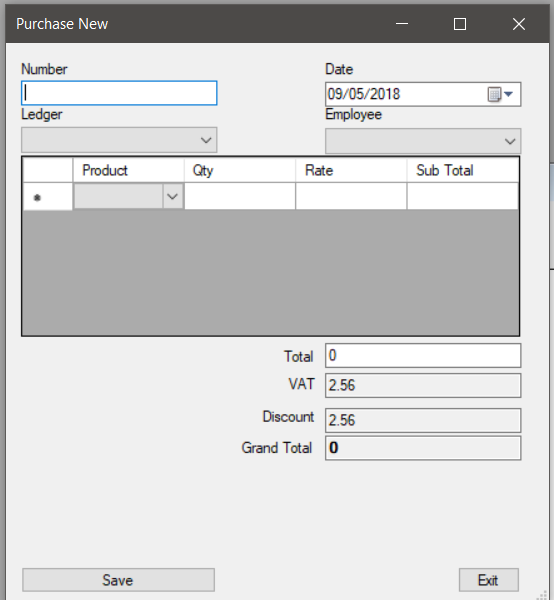 Purchase New
Number Date
09/05/2018
Ledger Employee
Product Qty Rate Sub Total
Total 0
VAT 2.56
Discount 2.56
Grand Total 0
Save Exit